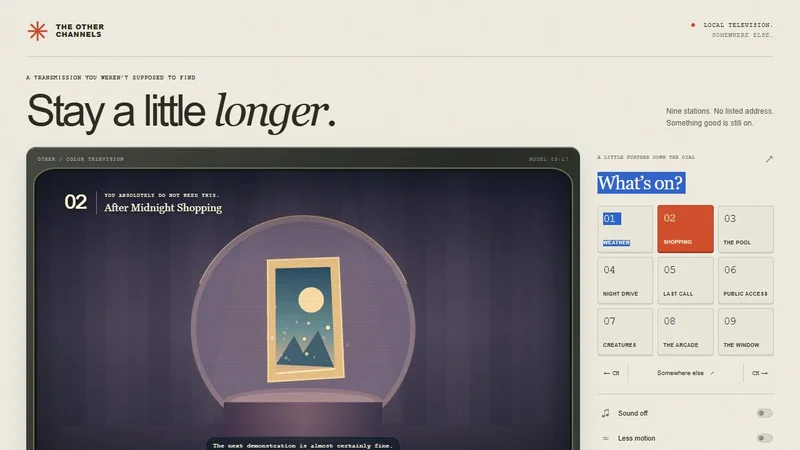 THE OTHER
CHANNELS
LOCAL TELEVISION.
SOMEWHERE ELSE.
A TRANSMISSION YOU WEREN'T SUPPOSED TO FIND
Stay a little longer.
Nine stations. No listed address.
Something good is still on.
OTHER / COLOR TELEVISION
MODEL 03:17
02
YOU ABSOLUTELY DO NOT NEED THIS.
After Midnight Shopping
The next demonstration is almost certainly fine.
A LITTLE FURTHER DOWN THE DIAL
What's on?
01
WEATHER
02
SHOPPING
03
THE POOL
04
NIGHT DRIVE
05
LAST CALL
06
PUBLIC ACCESS
07
CREATURES
08
THE ARCADE
09
THE WINDOW
← CH
Somewhere else ↗
CH →
Sound off
Less motion